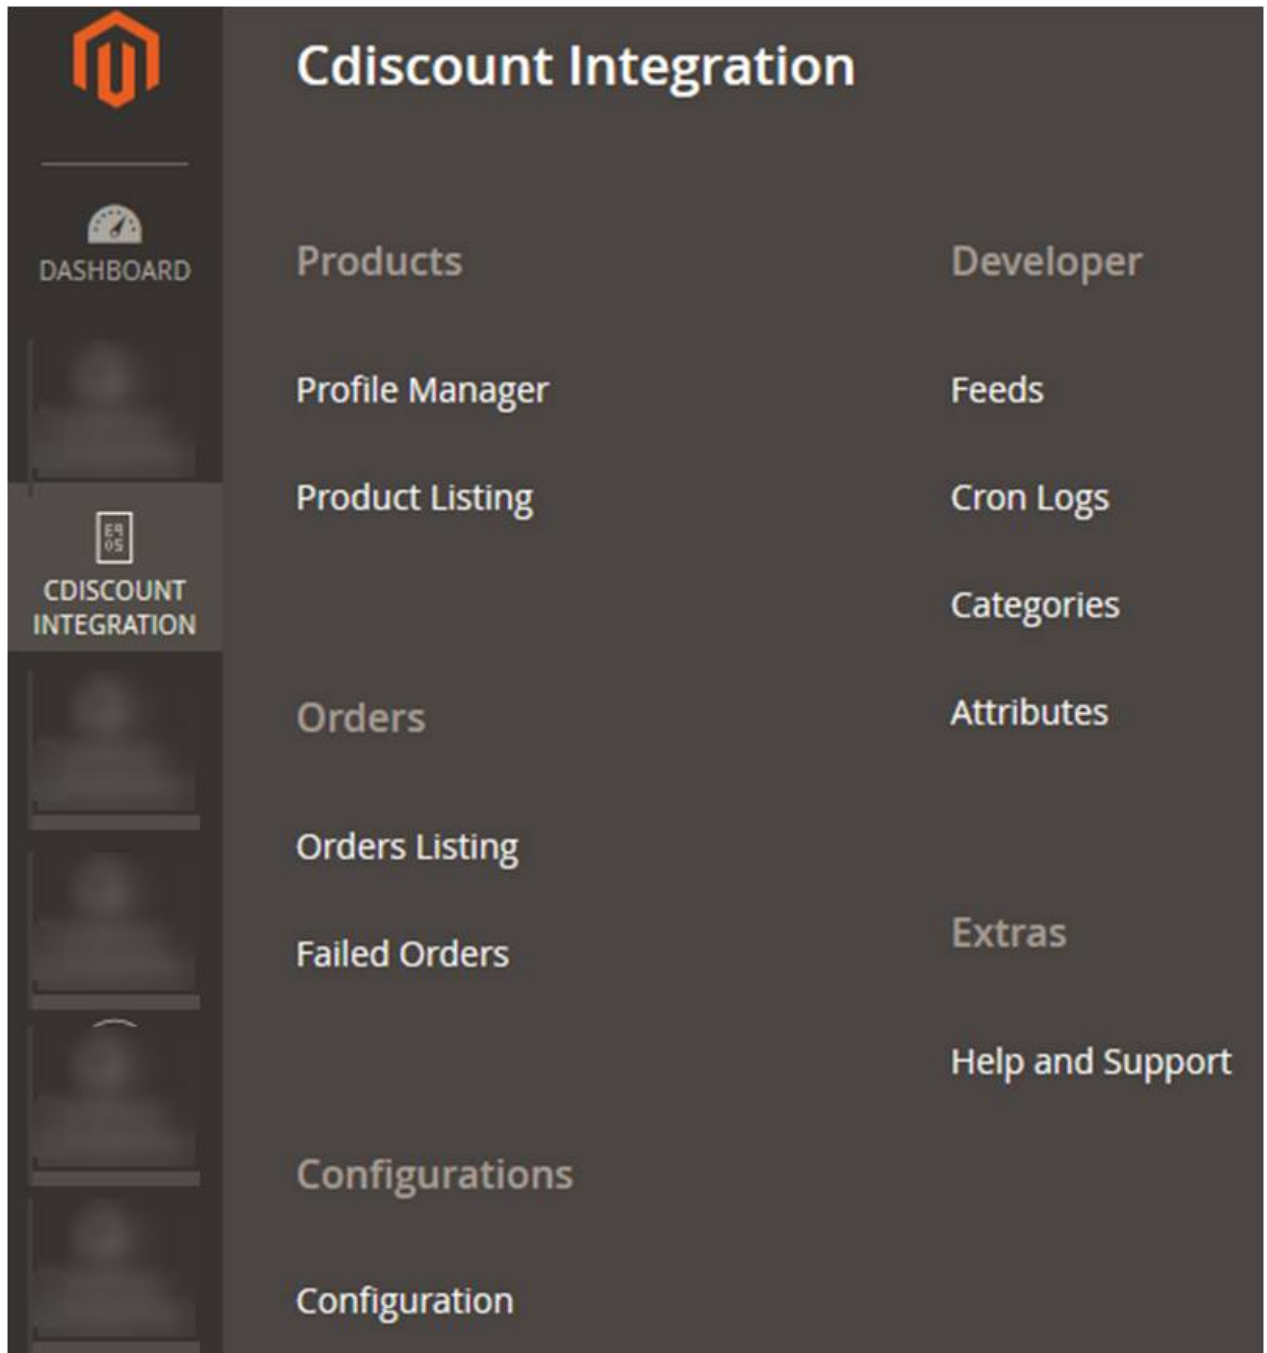 Cdiscount Integration
DASHBOARD
CDISCOUNT
INTEGRATION
Products
Profile Manager
Product Listing
Orders
Orders Listing
Failed Orders
Configurations
Configuration
Developer
Feeds
Cron Logs
Categories
Attributes
Extras
Help and Support